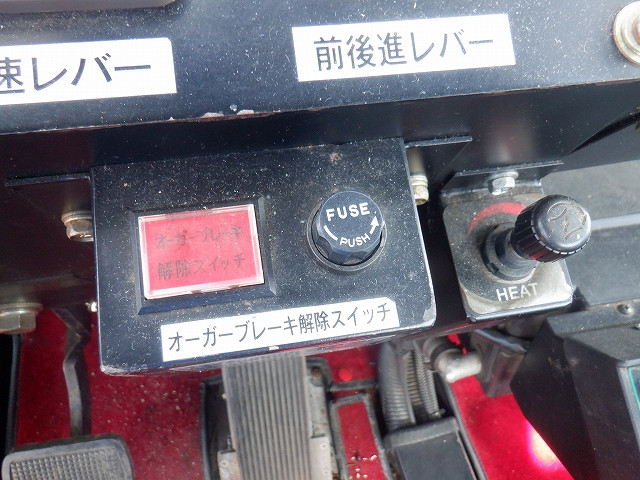 速レバー
前後進レバー
オーガーブレーキ
解除スイッチ
FUSE
PUSH
オーガーブレーキ解除スイッチ
HEAT